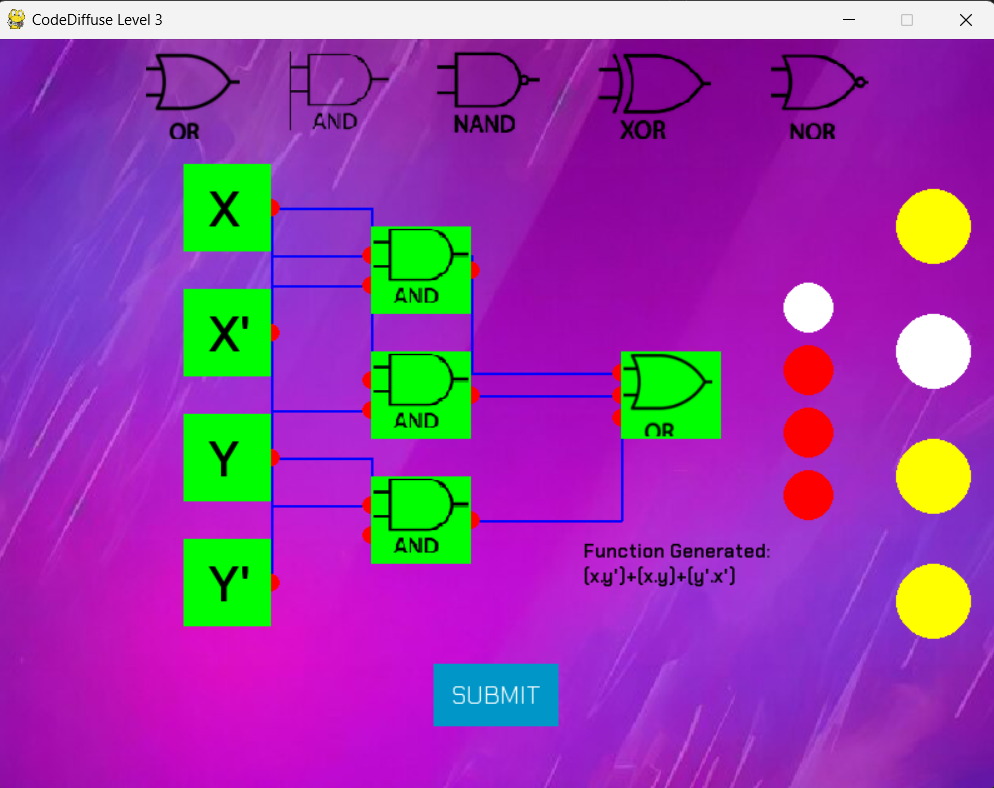 CodeDiffuse Level 3
OR
AND
NAND
XOR
NOR
X
AND
X'
AND
OR
Y
AND
Y'
Function Generated:
(x.y')+(x.y)+(y'.x')
SUBMIT